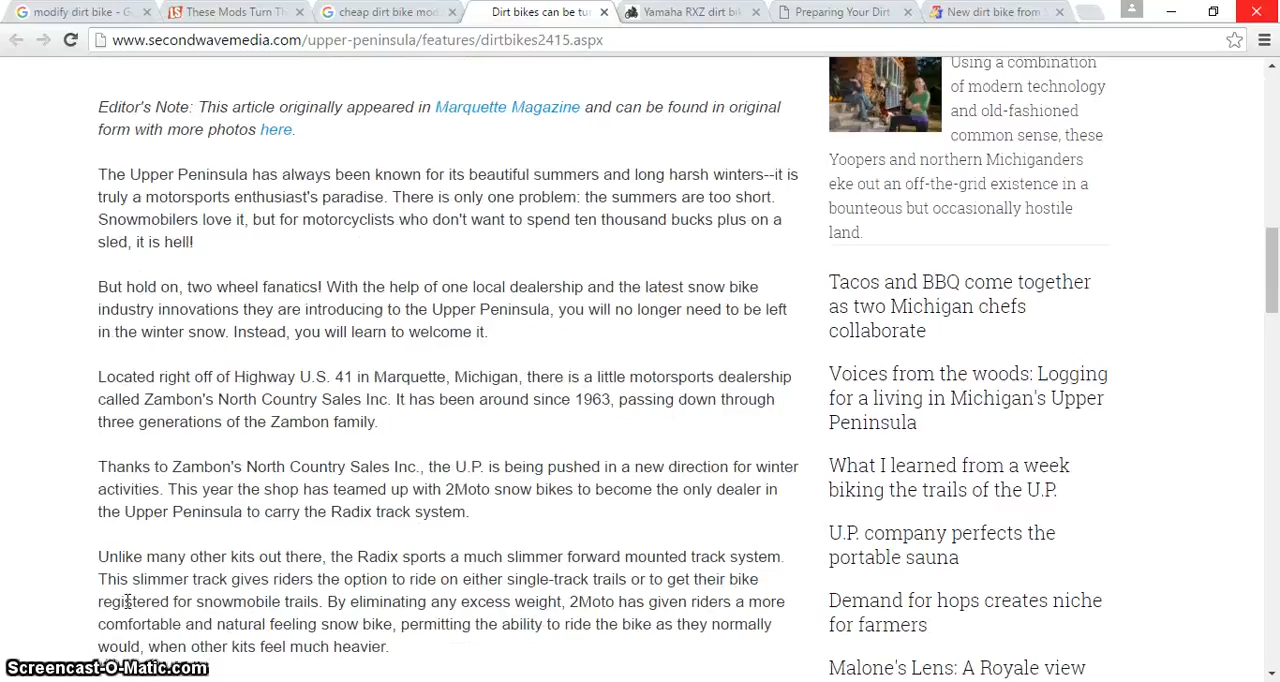 modify dirt bike - G
These Mods Turn Th
cheap dirt bike mod
Dirt bikes can be tu
Yamaha RXZ dirt bi
Preparing Your Dirt
New dirt bike from
www.secondwavemedia.com/upper-peninsula/features/dirtbikes2415.aspx
Editor's Note: This article originally appeared in Marquette Magazine and can be found in original
form with more photos here.
The Upper Peninsula has always been known for its beautiful summers and long harsh winters--it is
truly a motorsports enthusiast's paradise. There is only one problem: the summers are too short.
Snowmobilers love it, but for motorcyclists who don't want to spend ten thousand bucks plus on a
sled, it is hell!
But hold on, two wheel fanatics! With the help of one local dealership and the latest snow bike
industry innovations they are introducing to the Upper Peninsula, you will no longer need to be left
in the winter snow. Instead, you will learn to welcome it.
Located right off of Highway U.S. 41 in Marquette, Michigan, there is a little motorsports dealership
called Zambon's North Country Sales Inc. It has been around since 1963, passing down through
three generations of the Zambon family.
Thanks to Zambon's North Country Sales Inc., the U.P. is being pushed in a new direction for winter
activities. This year the shop has teamed up with 2Moto snow bikes to become the only dealer in
the Upper Peninsula to carry the Radix track system.
Unlike many other kits out there, the Radix sports a much slimmer forward mounted track system.
This slimmer track gives riders the option to ride on either single-track trails or to get their bike
registered for snowmobile trails. By eliminating any excess weight, 2Moto has given riders a more
comfortable and natural feeling snow bike, permitting the ability to ride the bike as they normally
would, when other kits feel much heavier.
Using a combination
of modern technology
and old-fashioned
common sense, these
Yoopers and northern Michiganders
eke out an off-the-grid existence in a
bounteous but occasionally hostile
land.
Tacos and BBQ come together
as two Michigan chefs
collaborate
Voices from the woods: Logging
for a living in Michigan's Upper
Peninsula
What I learned from a week
biking the trails of the U.P.
U.P. company perfects the
portable sauna
Demand for hops creates niche
for farmers
Malone's Lens: A Royale view
Screencast-O-Matic.com